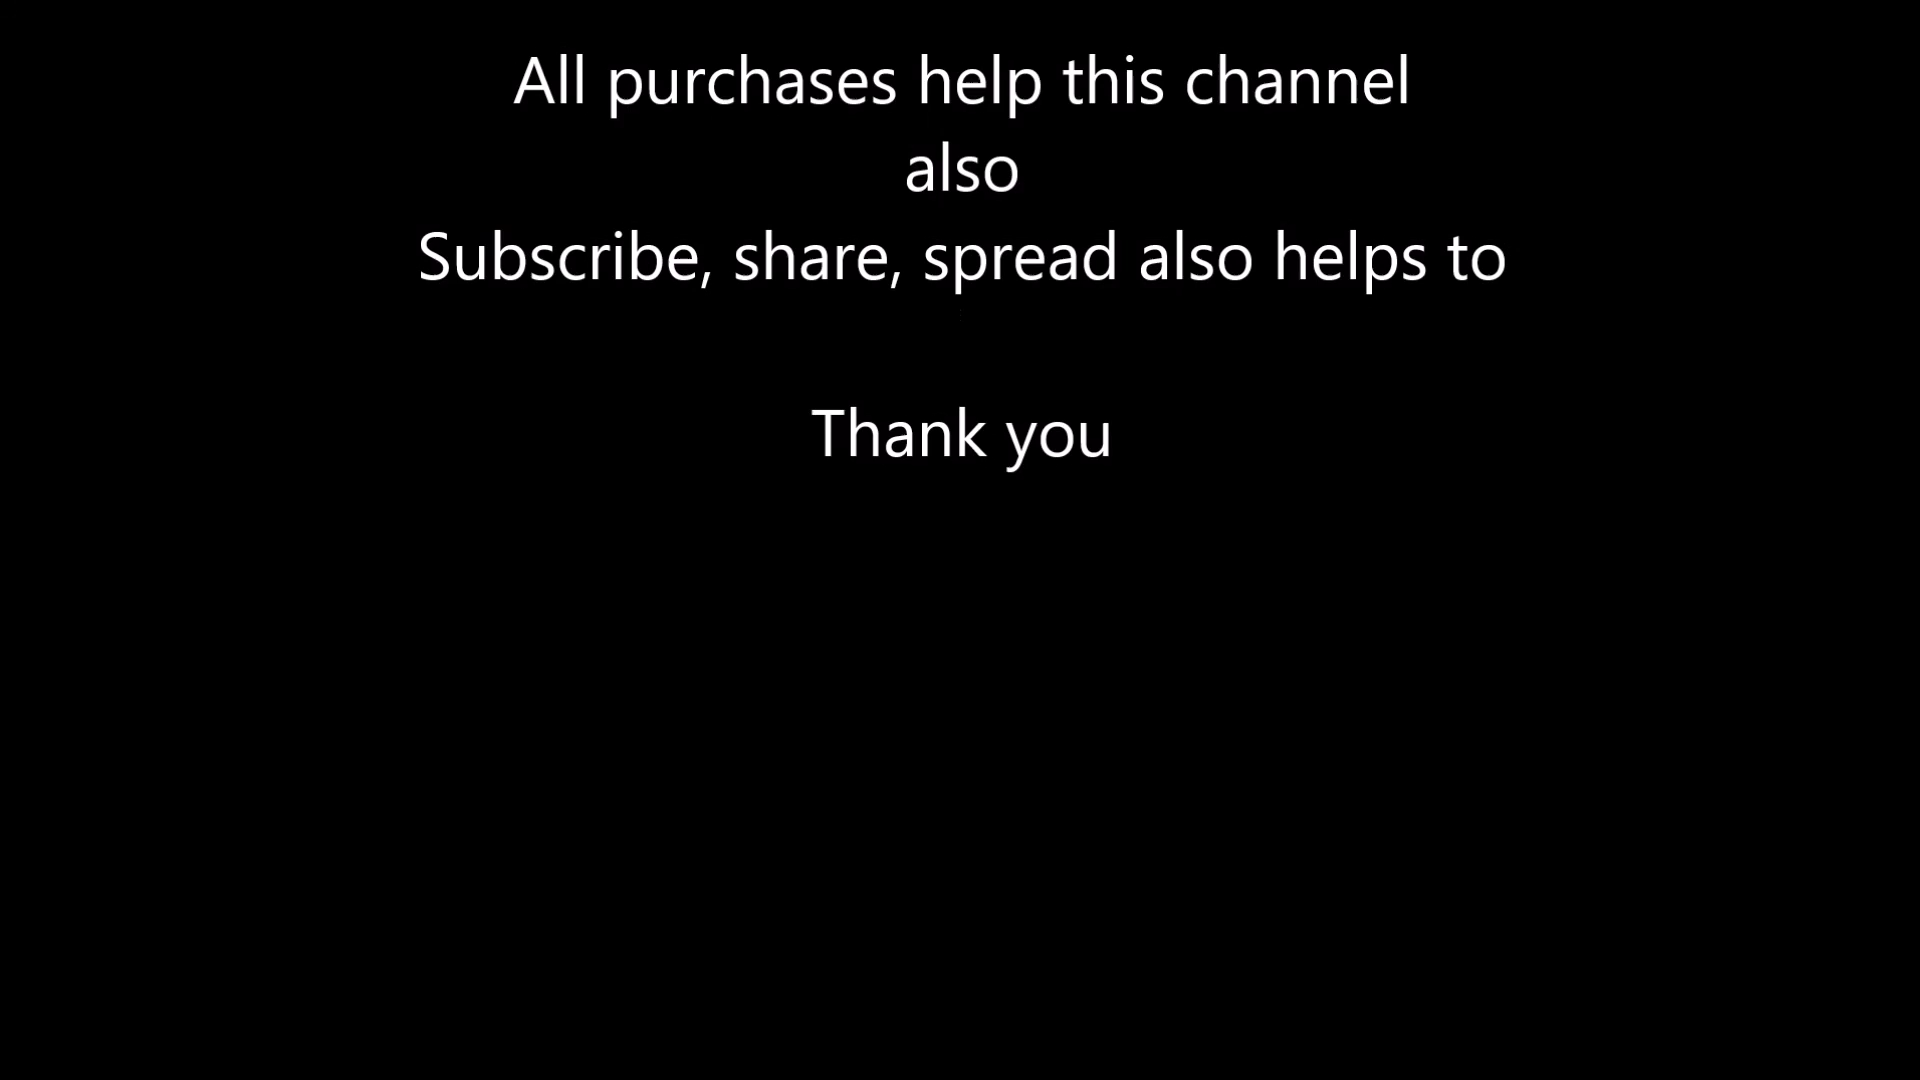 All purchases help this channel
also
Subscribe, share, spread also helps to
Thank you